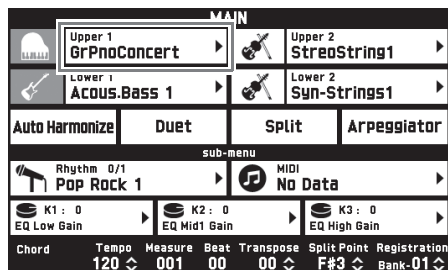 MAIN
Upper 1
GrPnoConcert
Upper 2
StreoString1
Lower 1
Acous.Bass 1
Lower 2
Syn-Strings1
Auto Harmonize
Duet
Split
Arpeggiator
sub-menu
Rhythm 0/1
Pop Rock 1
MIDI
No Data
K1: 0
EQ Low Gain
K2: 0
EQ Mid1 Gain
K3: 0
EQ High Gain
Chord Tempo Measure Beat Transpose Split Point Registration
120 001 00 00 F#3 Bank-01